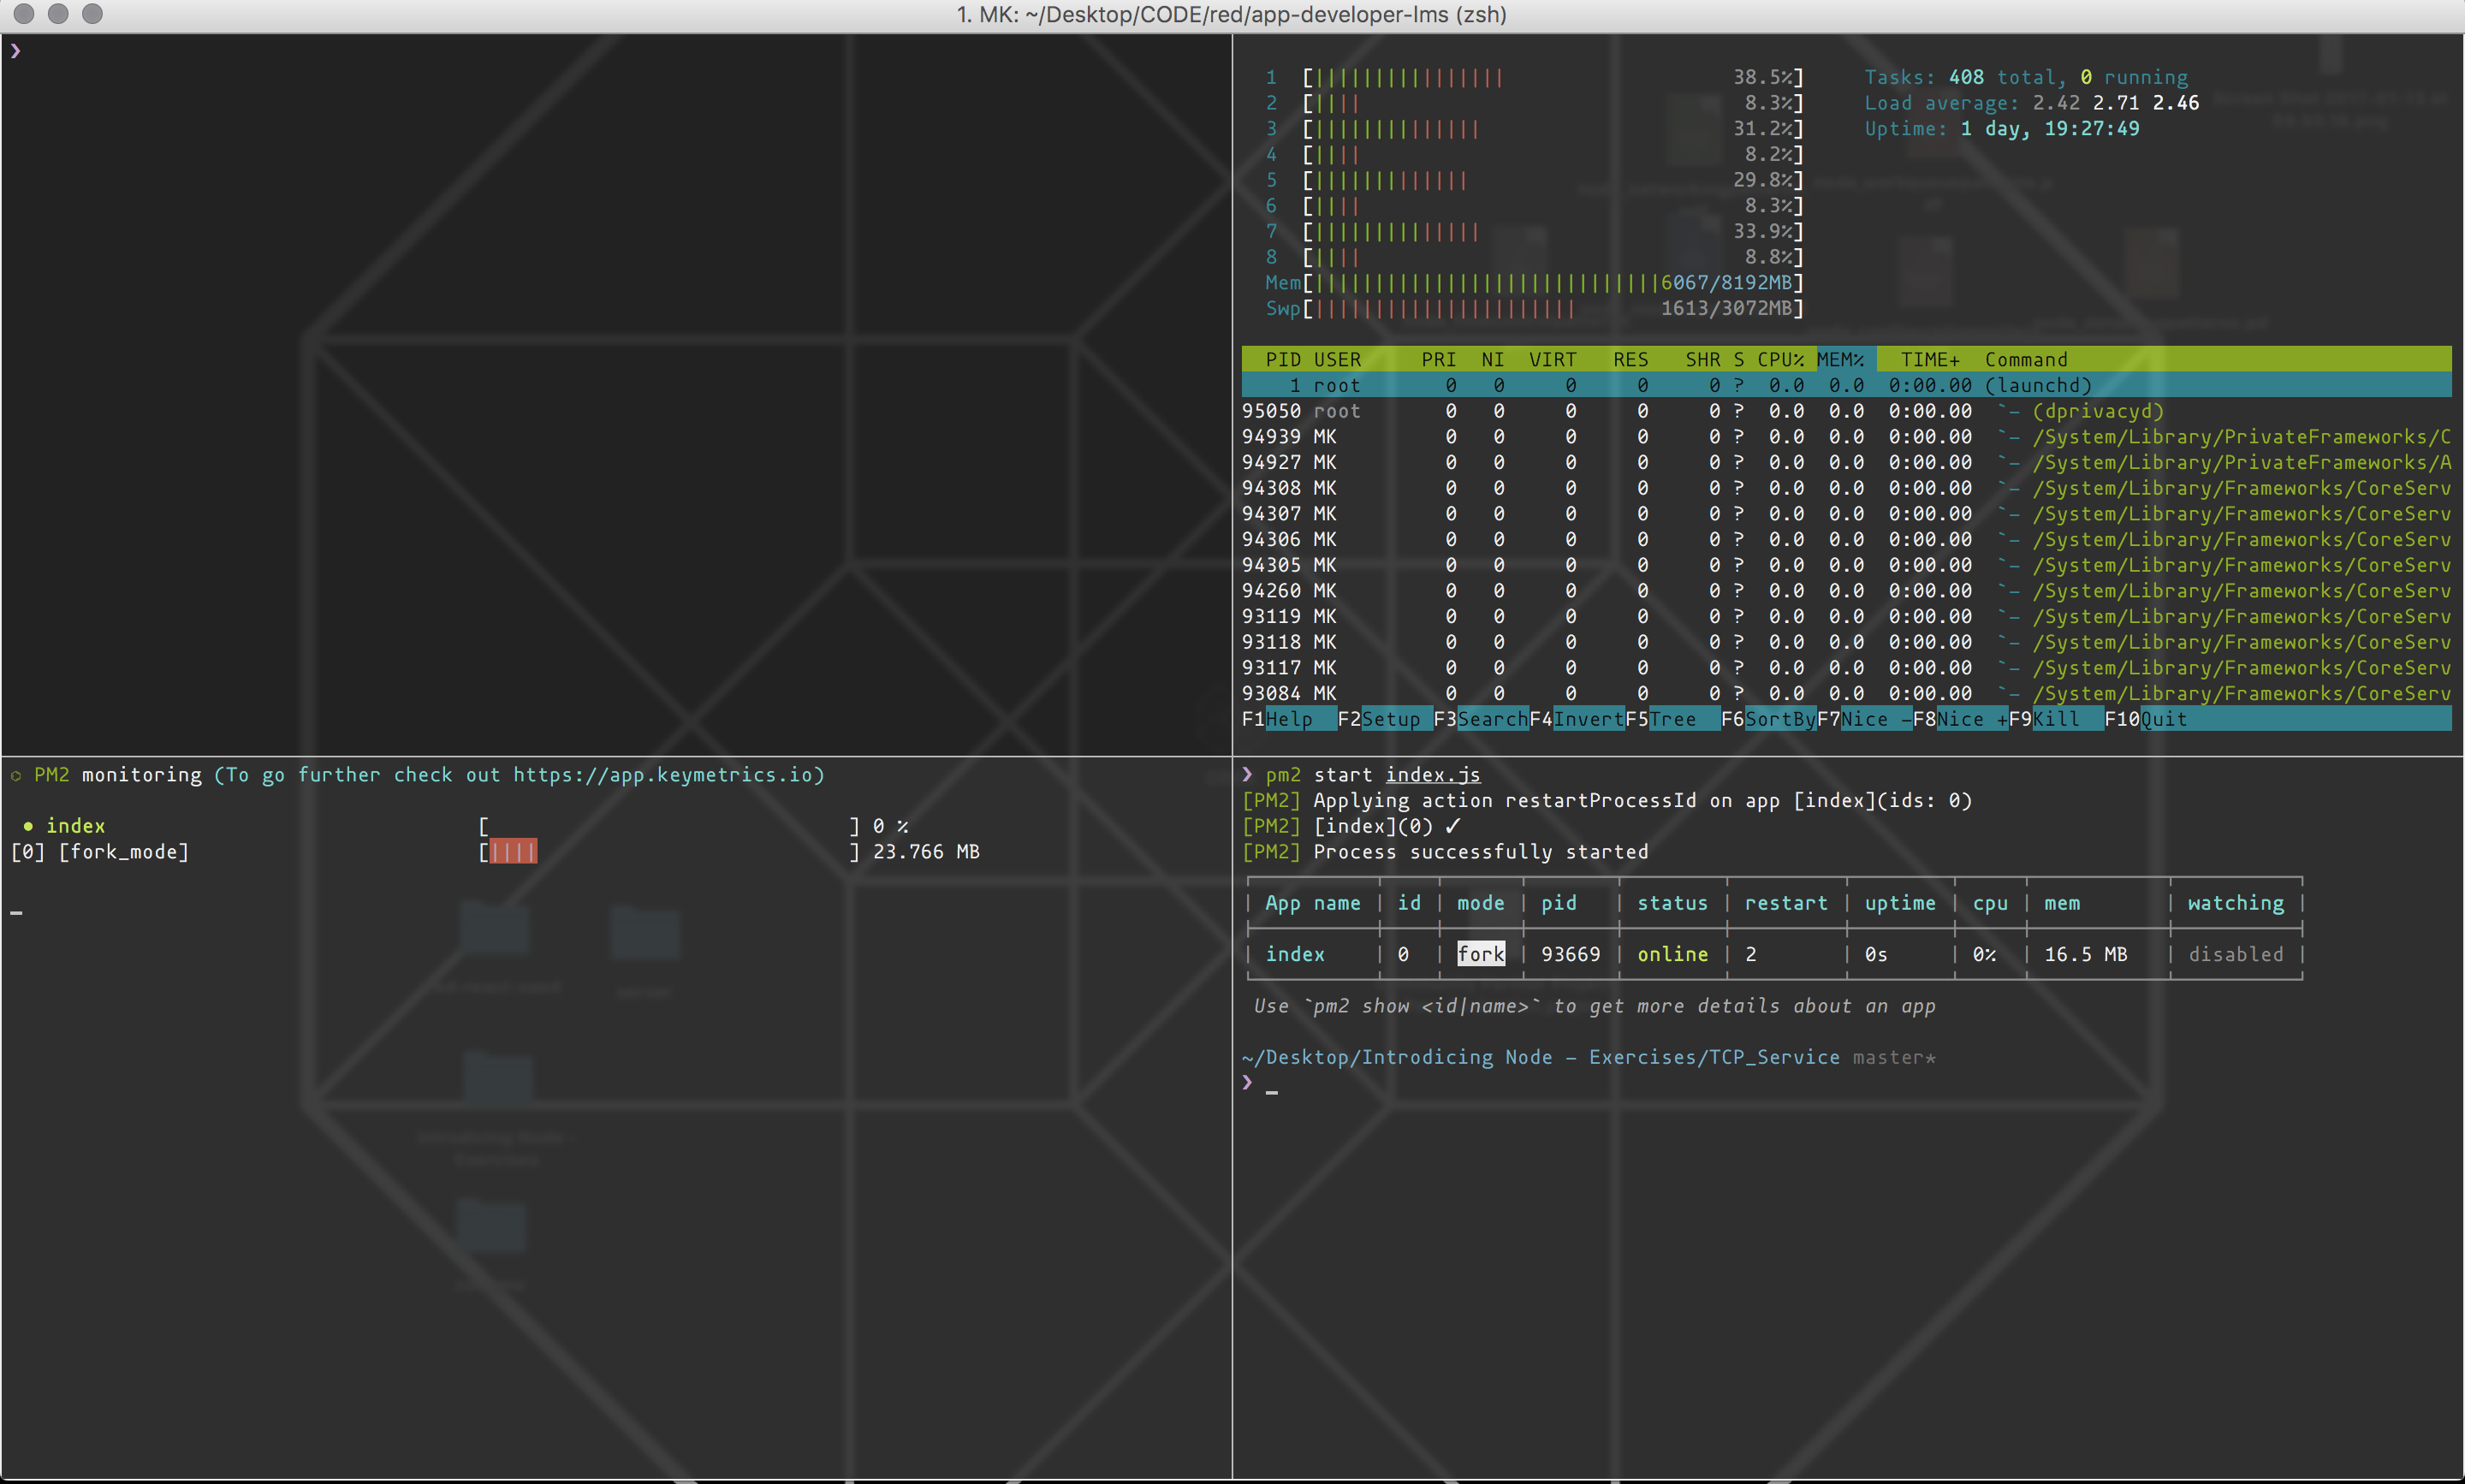 1. MK: ~/Desktop/CODE/red/app-developer-lms (zsh)
❯
1 [|||||||||||||||| 38.5%] Tasks: 408 total, 0 running
2 [|||| 8.3%] Load average: 2.42 2.71 2.46
3 [|||||||||||||| 31.2%] Uptime: 1 day, 19:27:49
4 [|||| 8.2%]
5 [||||||||||||| 29.8%]
6 [|||| 8.3%]
7 [|||||||||||||| 33.9%]
8 [|||| 8.8%]
Mem[|||||||||||||||||||||||||||||6067/8192MB]
Swp[|||||||||||||||||||||| 1613/3072MB]
PID USER PRI NI VIRT RES SHR S CPU% MEM% TIME+ Command
1 root 0 0 0 0 0 ? 0.0 0.0 0:00.00 (launchd)
95050 root 0 0 0 0 0 ? 0.0 0.0 0:00.00 `- (dprivacyd)
94939 MK 0 0 0 0 0 ? 0.0 0.0 0:00.00 `- /System/Library/PrivateFrameworks/C
94927 MK 0 0 0 0 0 ? 0.0 0.0 0:00.00 `- /System/Library/PrivateFrameworks/A
94308 MK 0 0 0 0 0 ? 0.0 0.0 0:00.00 `- /System/Library/Frameworks/CoreServ
94307 MK 0 0 0 0 0 ? 0.0 0.0 0:00.00 `- /System/Library/Frameworks/CoreServ
94306 MK 0 0 0 0 0 ? 0.0 0.0 0:00.00 `- /System/Library/Frameworks/CoreServ
94305 MK 0 0 0 0 0 ? 0.0 0.0 0:00.00 `- /System/Library/Frameworks/CoreServ
94260 MK 0 0 0 0 0 ? 0.0 0.0 0:00.00 `- /System/Library/Frameworks/CoreServ
93119 MK 0 0 0 0 0 ? 0.0 0.0 0:00.00 `- /System/Library/Frameworks/CoreServ
93118 MK 0 0 0 0 0 ? 0.0 0.0 0:00.00 `- /System/Library/Frameworks/CoreServ
93117 MK 0 0 0 0 0 ? 0.0 0.0 0:00.00 `- /System/Library/Frameworks/CoreServ
93084 MK 0 0 0 0 0 ? 0.0 0.0 0:00.00 `- /System/Library/Frameworks/CoreServ
F1Help F2Setup F3SearchF4InvertF5Tree F6SortByF7Nice -F8Nice +F9Kill F10Quit
PM2 monitoring (To go further check out https://app.keymetrics.io)
● index [ ] 0 %
[0] [fork_mode] [|||| ] 23.766 MB
❯ pm2 start index.js
[PM2] Applying action restartProcessId on app [index](ids: 0)
[PM2] [index](0) ✓
[PM2] Process successfully started
| App name | id | mode | pid | status | restart | uptime | cpu | mem | watching |
| index | 0 | fork | 93669 | online | 2 | 0s | 0% | 16.5 MB | disabled |
Use `pm2 show <id|name>` to get more details about an app
~/Desktop/Introdicing Node – Exercises/TCP_Service master*
❯ _